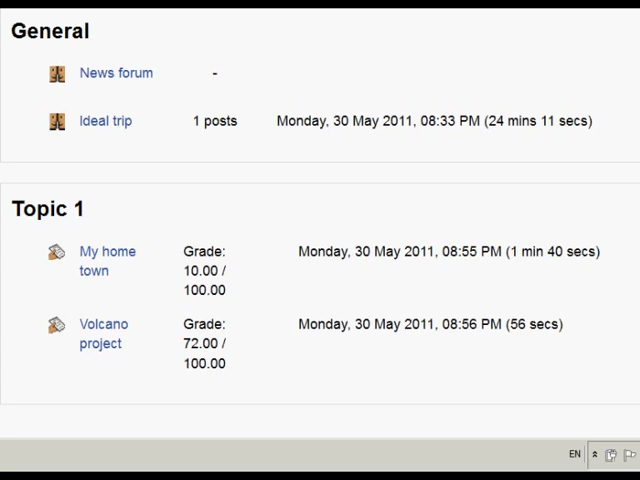 General
News forum -
Ideal trip 1 posts Monday, 30 May 2011, 08:33 PM (24 mins 11 secs)
Topic 1
My home Grade: Monday, 30 May 2011, 08:55 PM (1 min 40 secs)
town 10.00 /
100.00
Volcano Grade: Monday, 30 May 2011, 08:56 PM (56 secs)
project 72.00 /
100.00
EN